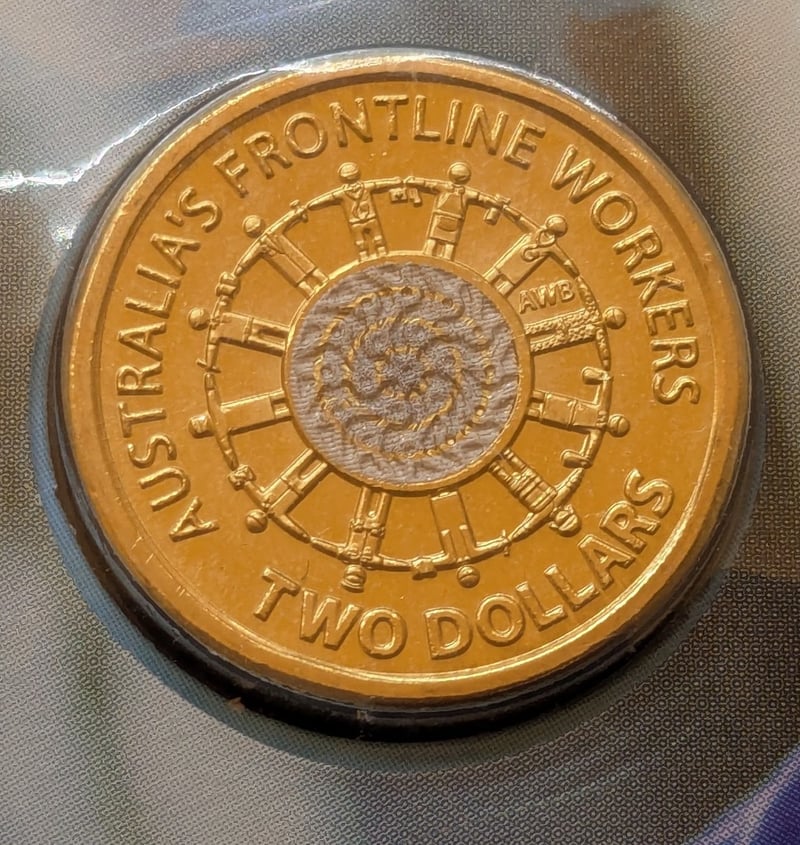 AUSTRALIA'S FRONTLINE WORKERS
AWB
TWO DOLLARS